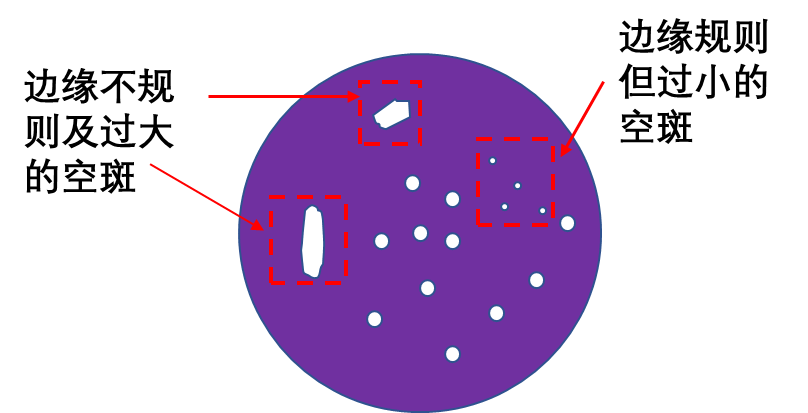 边缘不规
则及过大
的空斑
边缘规则
但过小的
空斑